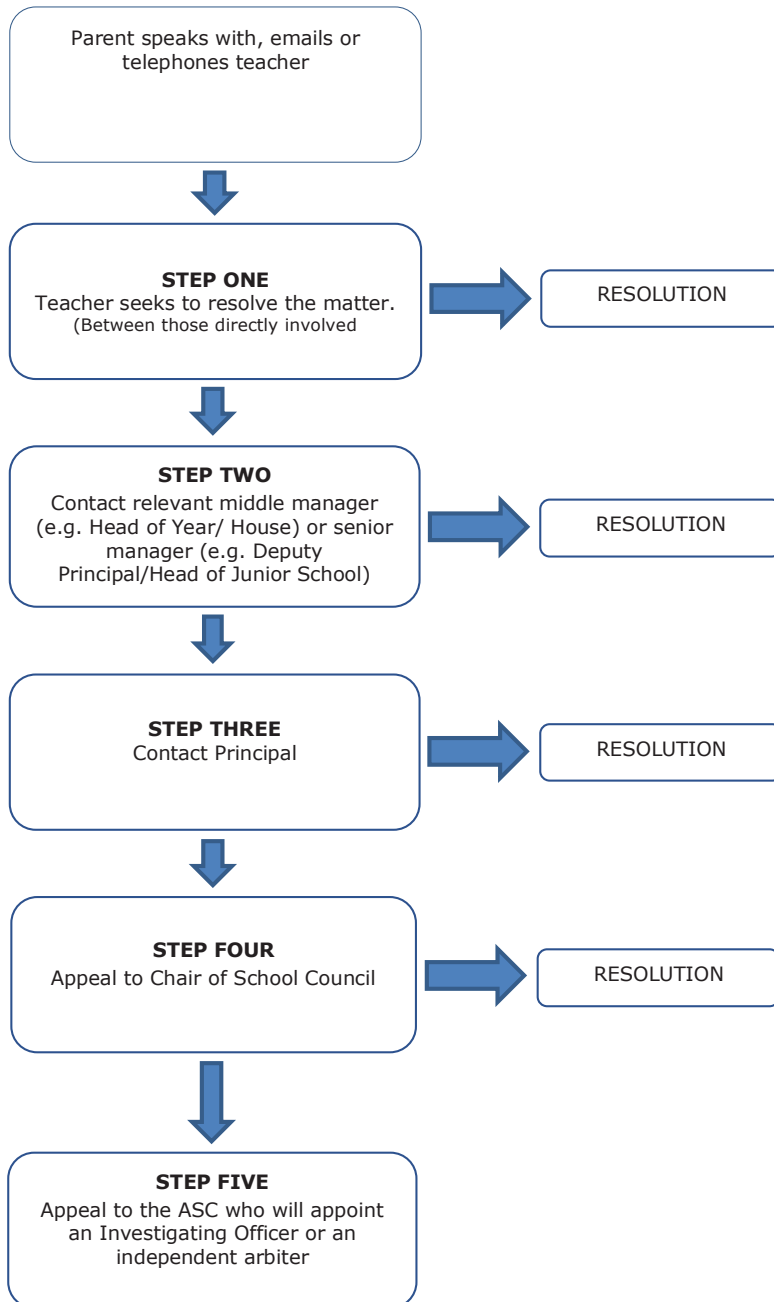 Parent speaks with, emails or
telephones teacher
STEP ONE
Teacher seeks to resolve the matter.
(Between those directly involved
RESOLUTION
STEP TWO
Contact relevant middle manager
(e.g. Head of Year/ House) or senior
manager (e.g. Deputy
Principal/Head of Junior School)
RESOLUTION
STEP THREE
Contact Principal
RESOLUTION
STEP FOUR
Appeal to Chair of School Council
RESOLUTION
STEP FIVE
Appeal to the ASC who will appoint
an Investigating Officer or an
independent arbiter